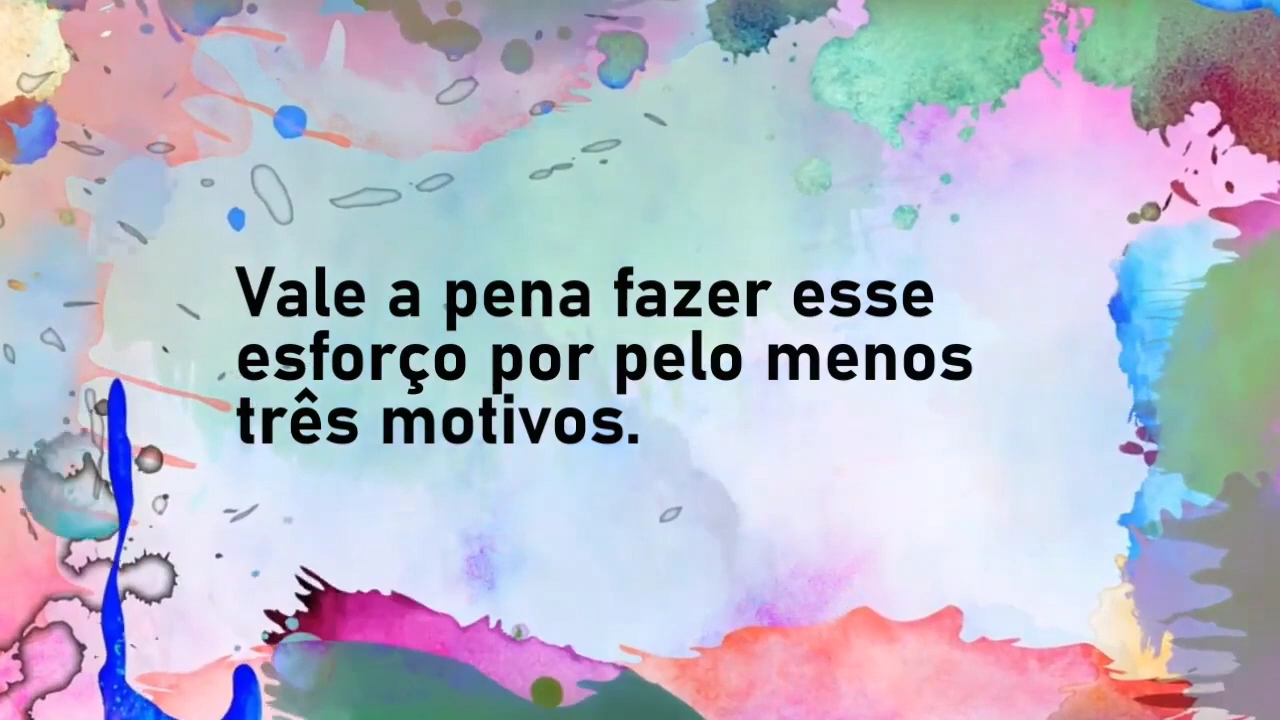 Vale a pena fazer esse
esforço por pelo menos
três motivos.